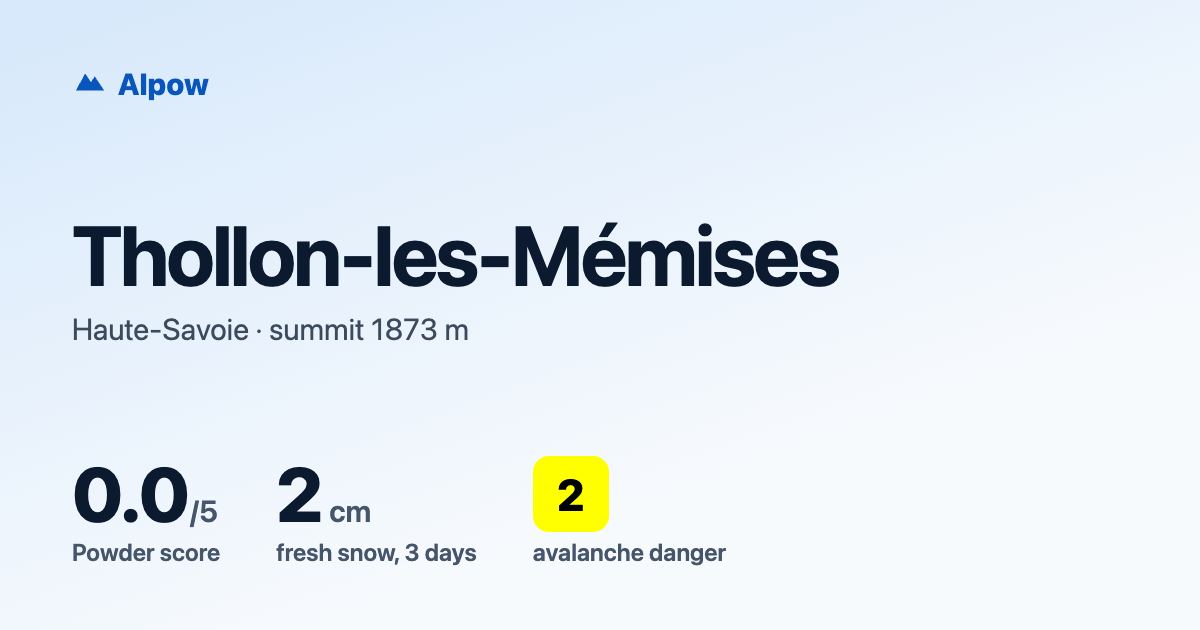 Alpow
Thollon-les-Mémises
Haute-Savoie · summit 1873 m
0.0/5 2 cm 2
Powder score fresh snow, 3 days avalanche danger